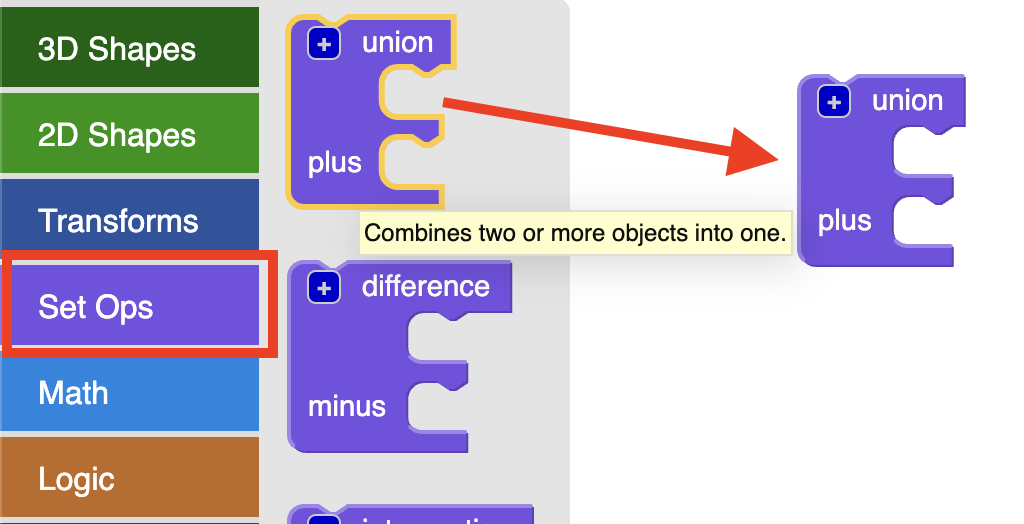 3D Shapes
2D Shapes
Transforms
Set Ops
Math
Logic
+ union
plus
Combines two or more objects into one.
+ difference
minus
+ union
plus